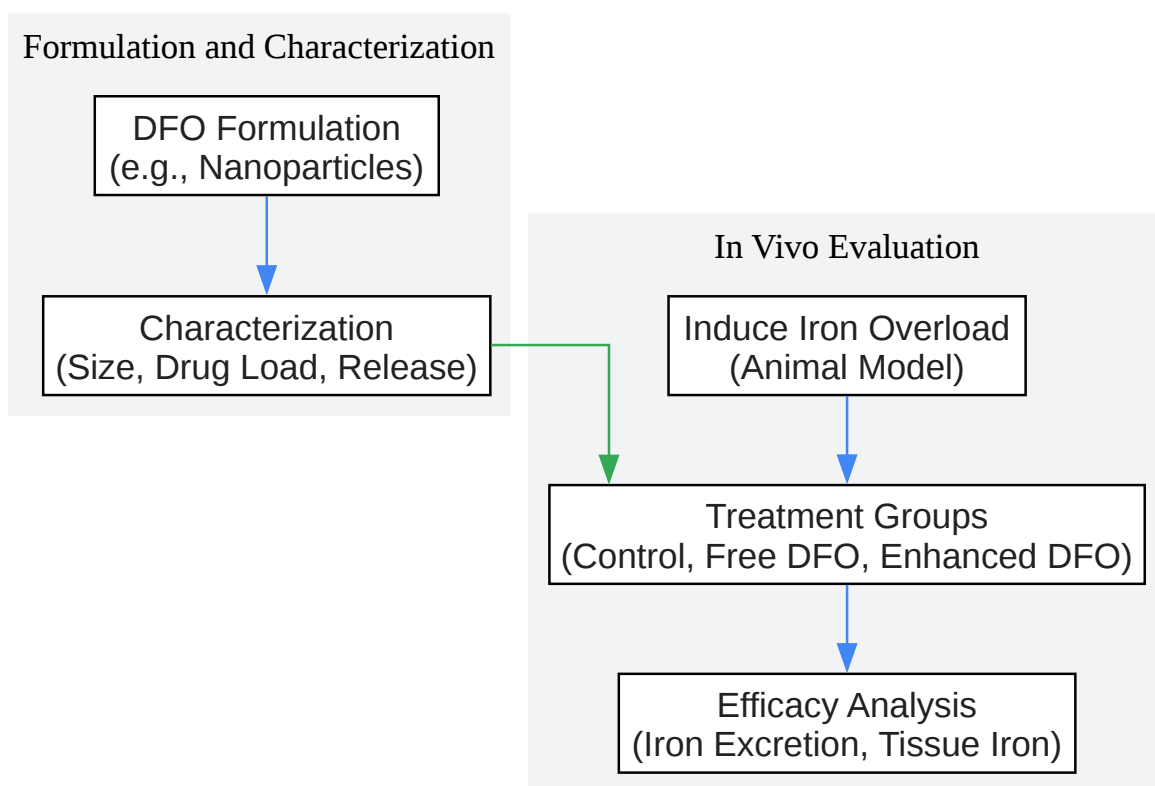 Formulation and Characterization
DFO Formulation
(e.g., Nanoparticles)
Characterization
(Size, Drug Load, Release)
In Vivo Evaluation
Induce Iron Overload
(Animal Model)
Treatment Groups
(Control, Free DFO, Enhanced DFO)
Efficacy Analysis
(Iron Excretion, Tissue Iron)